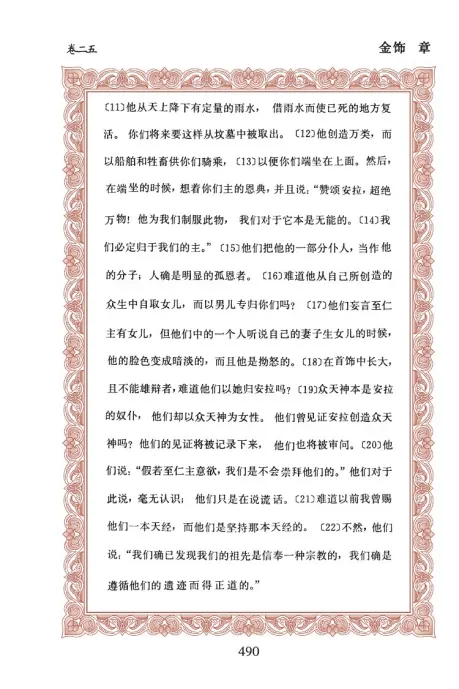 卷二五
金饰 章
〔11〕他从天上降下有定量的雨水， 借雨水而使已死的地方复
活。 你们将来要这样从坟墓中被取出。 〔12〕他创造万类，而
以船舶和牲畜供你们骑乘，〔13〕以便你们端坐在上面。然后，
在端坐的时候，想着你们主的恩典，并且说：“赞颂安拉，超绝
万物！他为我们制服此物， 我们对于它本是无能的。〔14〕我
们必定归于我们的主。”〔15〕他们把他的一部分仆人，当作他
的分子；人确是明显的孤恩者。 〔16〕难道他从自己所创造的
众生中自取女儿，而以男儿专归你们吗？〔17〕他们妄言至仁
主有女儿，但他们中的一个人听说自己的妻子生女儿的时候，
他的脸色变成暗淡的，而且他是拗怒的。〔18〕在首饰中长大，
且不能雄辩者，难道他们以她归安拉吗？〔19〕众天神本是安拉
的奴仆， 他们却以众天神为女性。 他们曾见证安拉创造众天
神吗？他们的见证将被记录下来， 他们也将被审问。〔20〕他
们说：“假若至仁主意欲，我们是不会崇拜他们的。”他们对于
此说，毫无认识； 他们只是在说谎话。〔21〕难道以前我曾赐
他们一本天经，而他们是坚持那本天经的。 〔22〕不然，他们
说：“我们确已发现我们的祖先是信奉一种宗教的， 我们确是
遵循他们的遗迹而得正道的。”
490